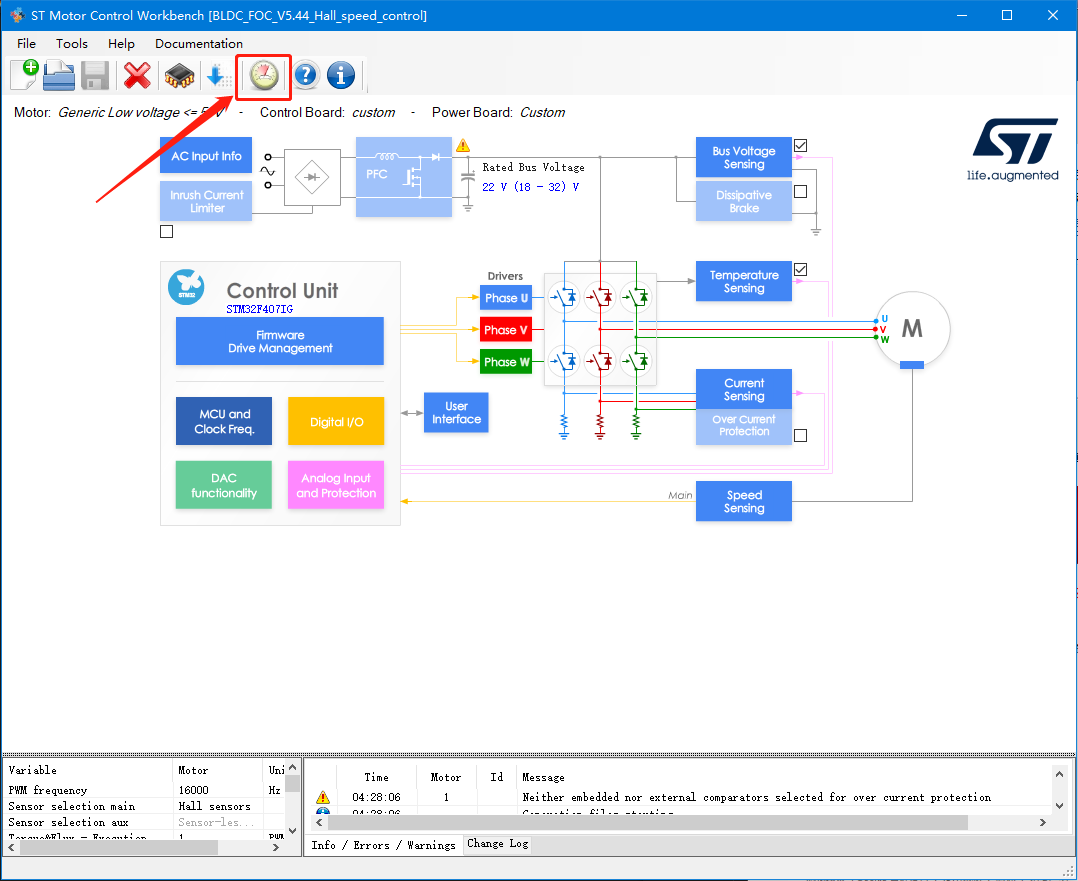 ST Motor Control Workbench [BLDC_FOC_V5.44_Hall_speed_control]
File Tools Help Documentation
Motor: Generic Low voltage <= 5 V - Control Board: custom - Power Board: Custom
AC Input Info
Inrush Current
Limiter
PFC
Rated Bus Voltage
22 V (18 - 32) V
Bus Voltage
Sensing
Dissipative
Brake
ST
life.augmented
STM32
Control Unit
STM32F407IG
Firmware
Drive Management
MCU and
Clock Freq.
Digital I/O
DAC
functionality
Analog Input
and Protection
Drivers
Phase U
Phase V
Phase W
User
Interface
Temperature
Sensing
U
V
W
M
Current
Sensing
Over Current
Protection
Main
Speed
Sensing
Variable Motor Uni
PWM frequency 16000 Hz
Sensor selection main Hall sensors
Sensor selection aux Sensor-les...
Torque&Flux - Execution 1 PWM
Time Motor Id Message
04:28:06 1 Neither embedded nor external comparators selected for over current protection
04:28:06
Info / Errors / Warnings Change Log